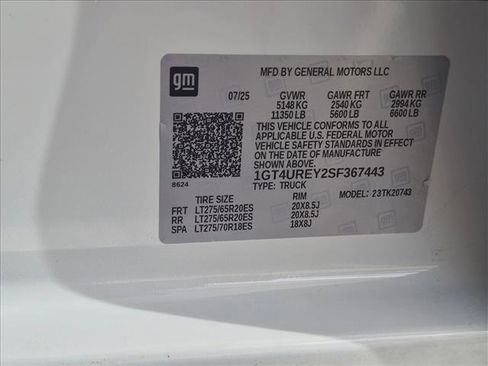 gm
MFD BY GENERAL MOTORS LLC
07/25 GVWR GAWR FRT GAWR RR
5148 KG 2540 KG 2994 KG
11350 LB 5600 LB 6600 LB
THIS VEHICLE CONFORMS TO ALL
APPLICABLE U.S. FEDERAL MOTOR
VEHICLE SAFETY STANDARDS IN EFFECT
ON THE DATE OF MANUFACTURE
SHOWN ABOVE.
1GT4UREY2SF367443
8624 TYPE: TRUCK MODEL: 23TK20743
TIRE SIZE RIM
FRT LT275/65R20ES 20X8.5J
RR LT275/65R20ES 20X8.5J
SPA LT275/70R18ES 18X8J